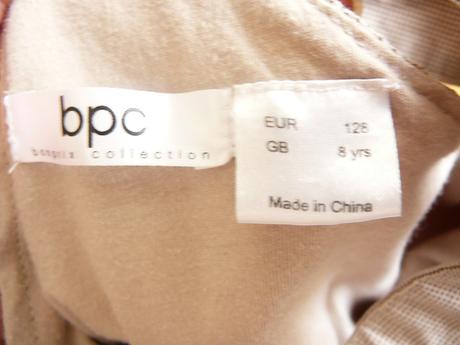 bpc
bonprix collection
EUR 128
GB 8 yrs
Made in China